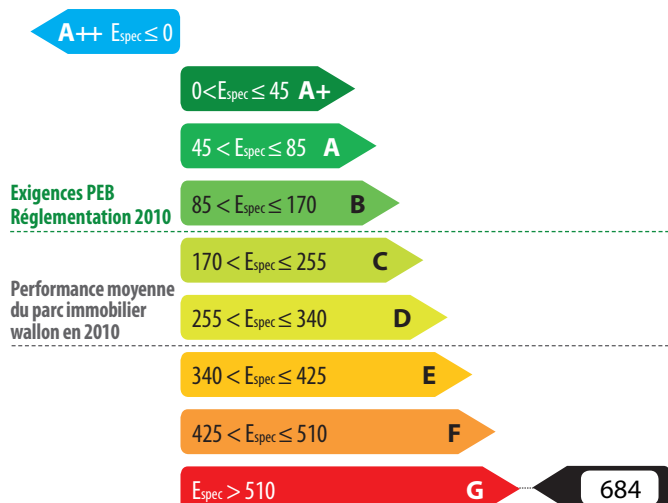 A++ Espec ≤ 0
0<Espec ≤ 45 A+
45 < Espec ≤ 85 A
Exigences PEB
Réglementation 2010
85 < Espec ≤ 170 B
170 < Espec ≤ 255 C
Performance moyenne
du parc immobilier
wallon en 2010
255 < Espec ≤ 340 D
340 < Espec ≤ 425 E
425 < Espec ≤ 510 F
Espec > 510 G
684